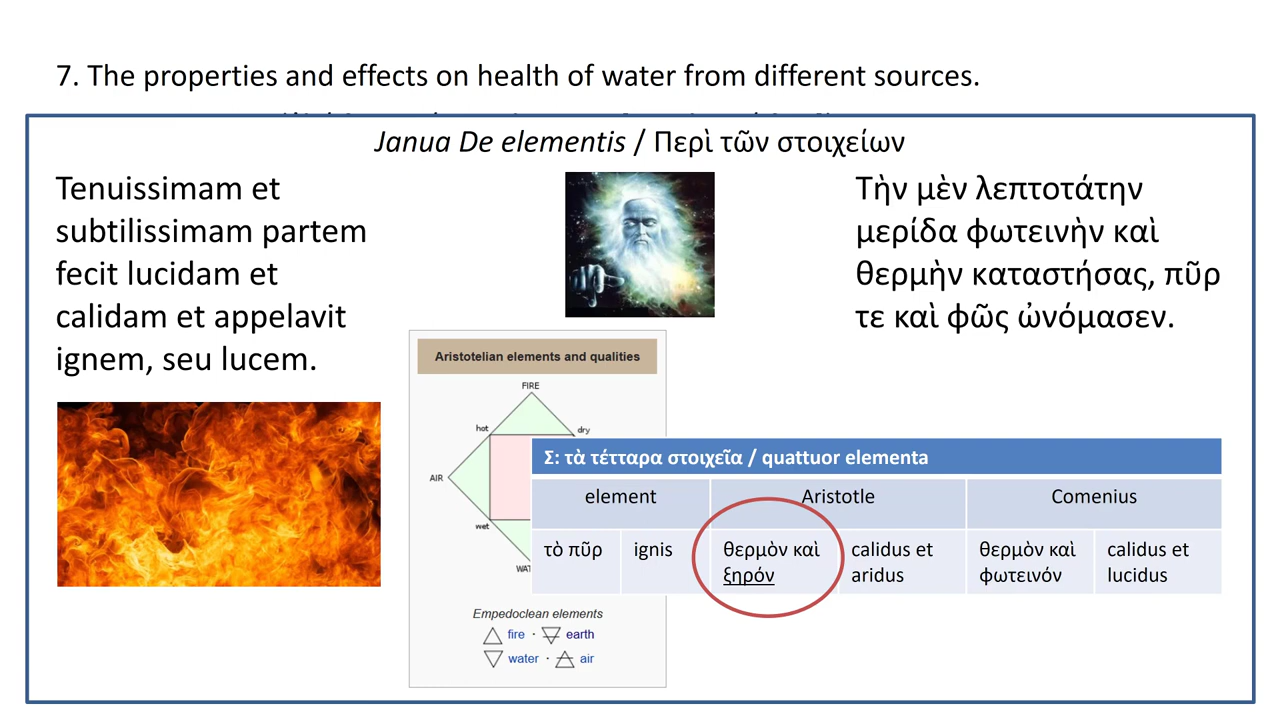 7. The properties and effects on health of water from different sources.
Janua De elementis / Περὶ τῶν στοιχείων
Tenuissimam et
subtilissimam partem
fecit lucidam et
calidam et appelavit
ignem, seu lucem.
Τὴν μὲν λεπτοτάτην
μερίδα φωτεινὴν καὶ
θερμὴν καταστήσας, πῦρ
τε καὶ φῶς ὠνόμασεν.
Aristotelian elements and qualities
FIRE
hot
dry
AIR
wet
Empedoclean elements
fire · earth
water · air
Σ: τὰ τέτταρα στοιχεῖα / quattuor elementa
element
Aristotle
Comenius
τὸ πῦρ
ignis
θερμὸν καὶ
ξηρόν
calidus et
aridus
θερμὸν καὶ
φωτεινόν
calidus et
lucidus